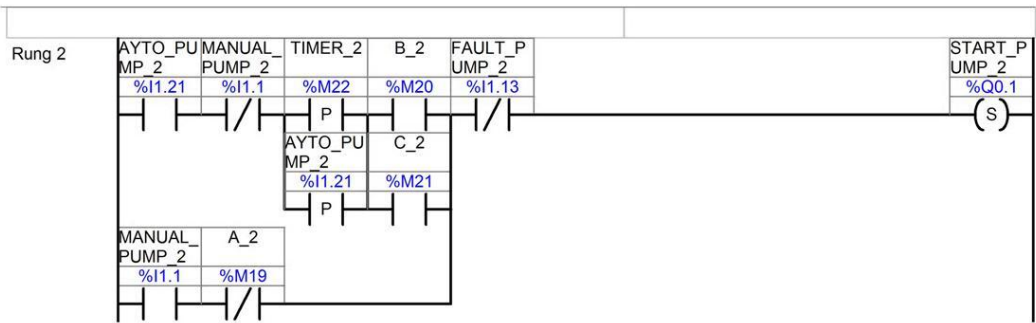 Rung 2
AYTO_PU
MP_2
%I1.21
MANUAL_
PUMP_2
%I1.1
TIMER_2
%M22
P
B_2
%M20
FAULT_P
UMP_2
%I1.13
START_P
UMP_2
%Q0.1
S
AYTO_PU
MP_2
%I1.21
P
C_2
%M21
MANUAL_
PUMP_2
%I1.1
A_2
%M19